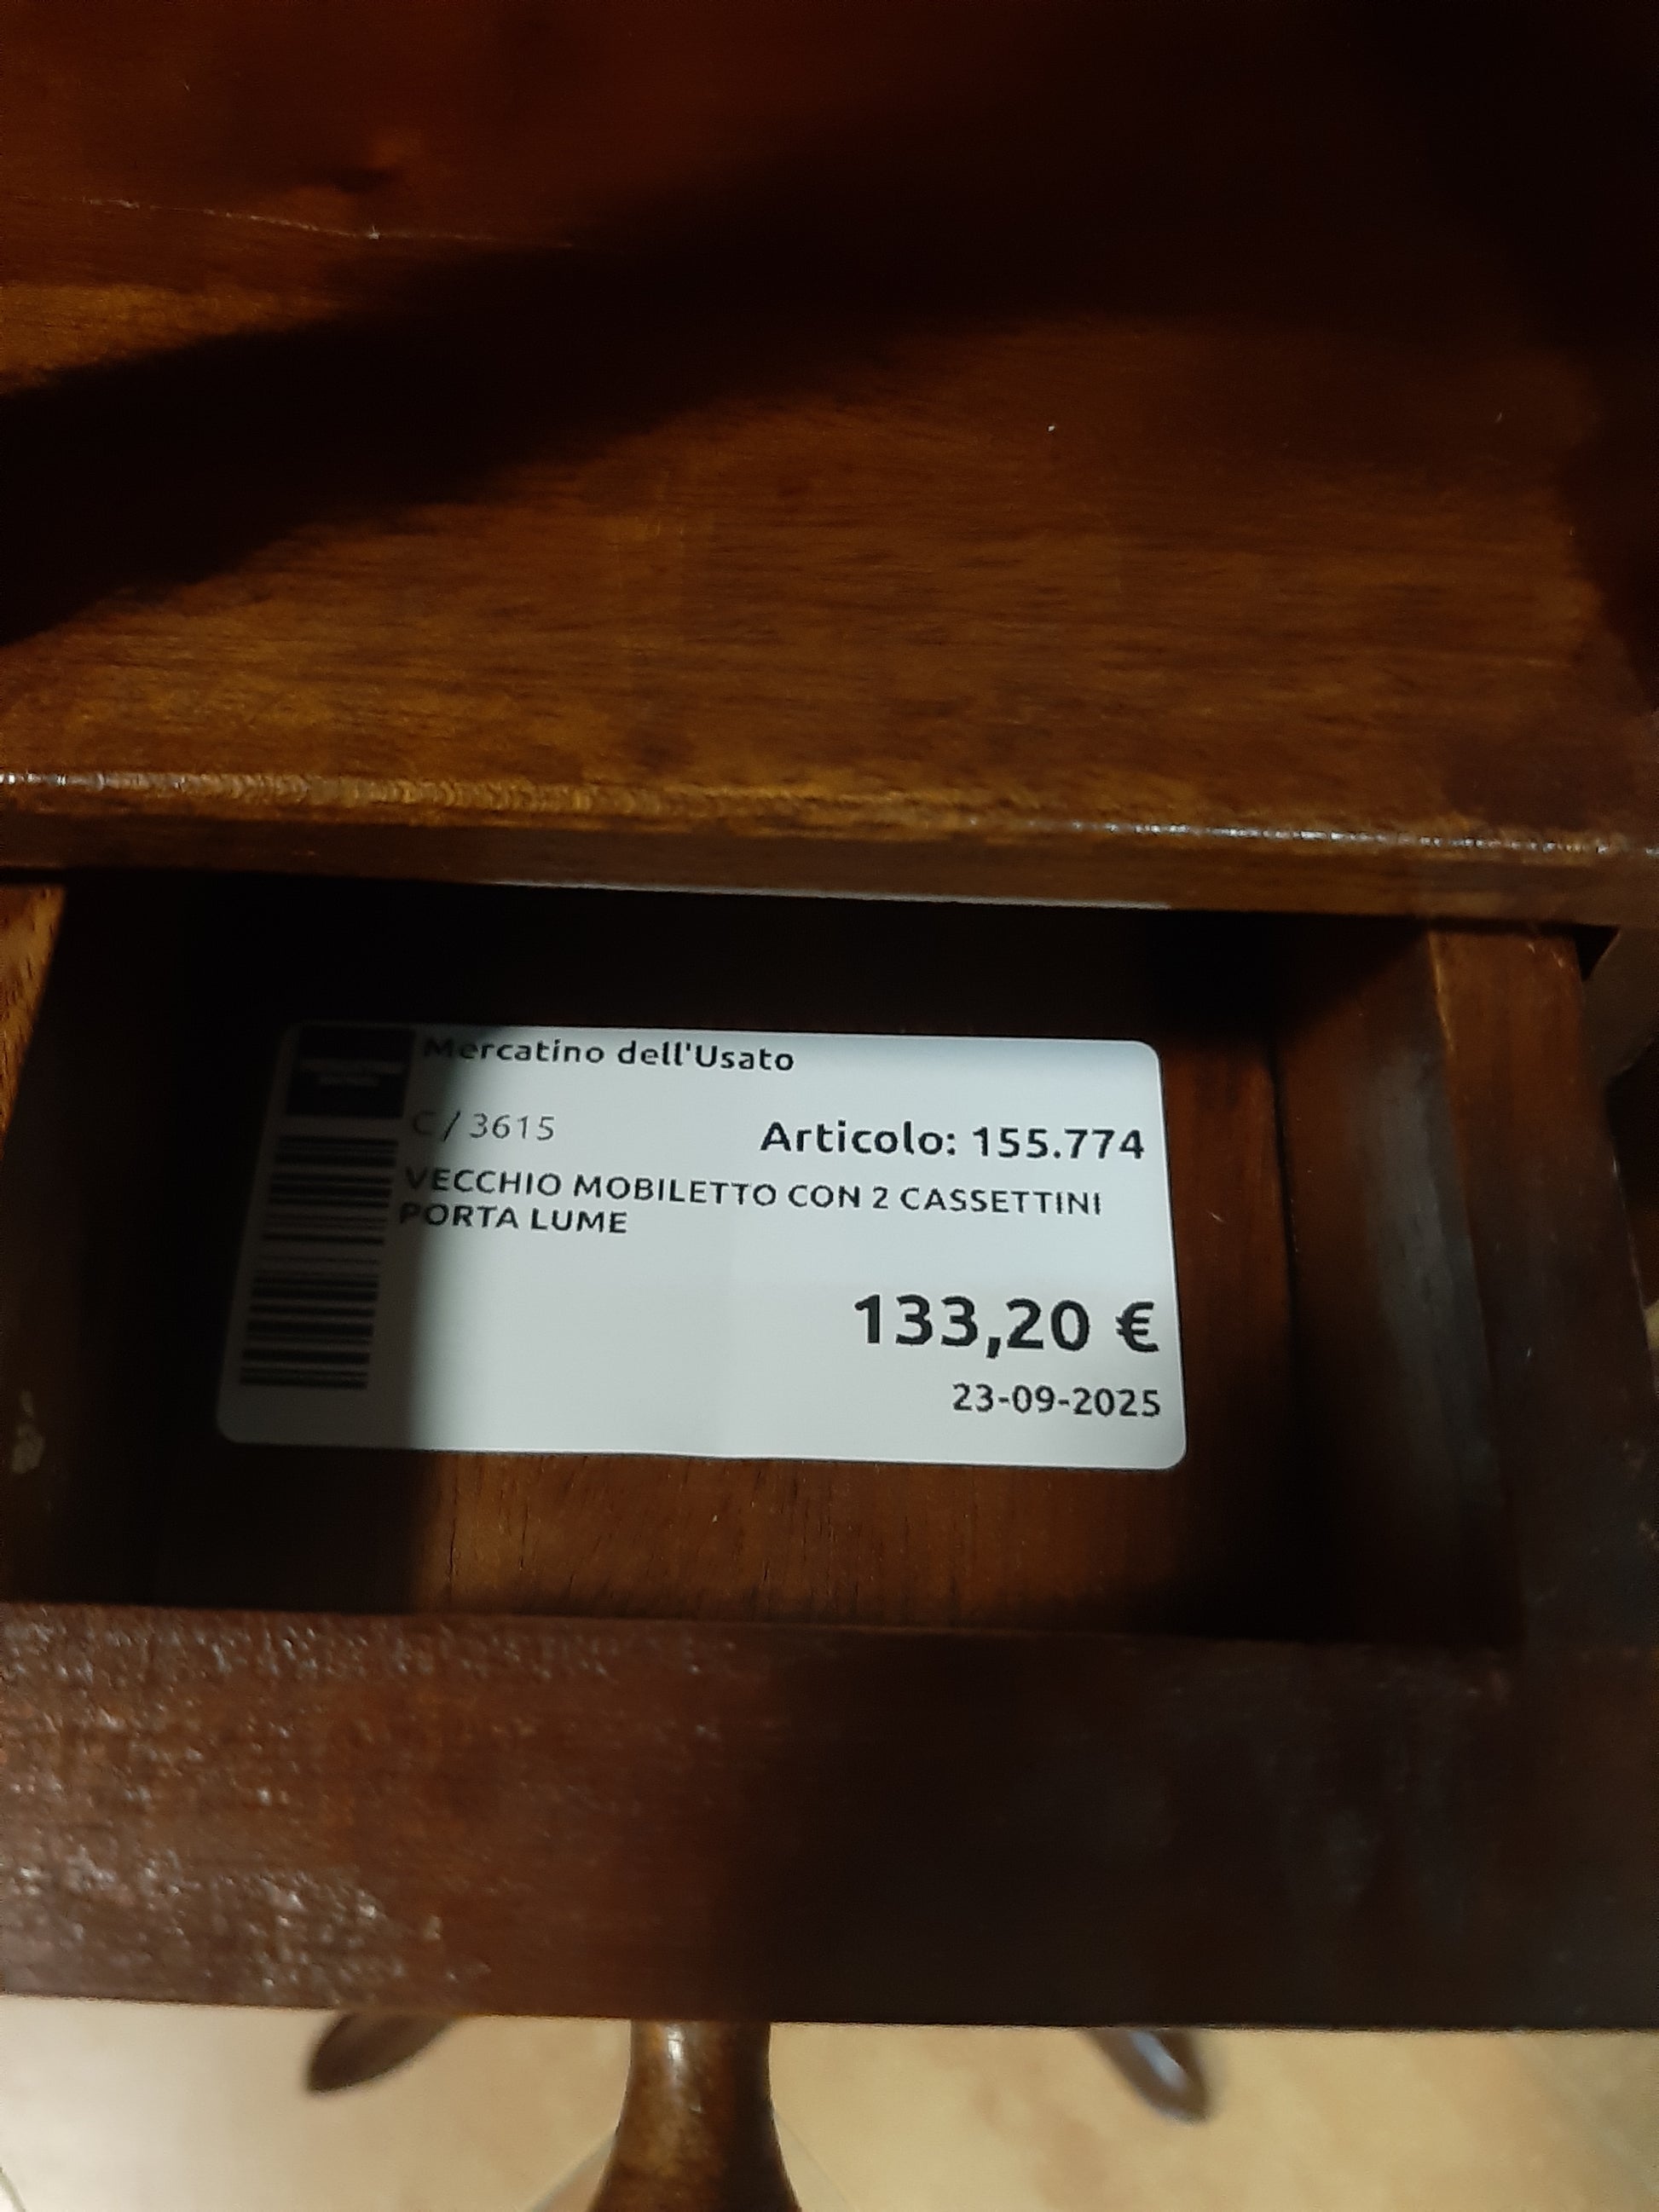 Mercatino dell'Usato
C/3615
Articolo: 155.774
VECCHIO MOBILETTO CON 2 CASSETTINI
PORTA LUME
133,20 €
23-09-2025